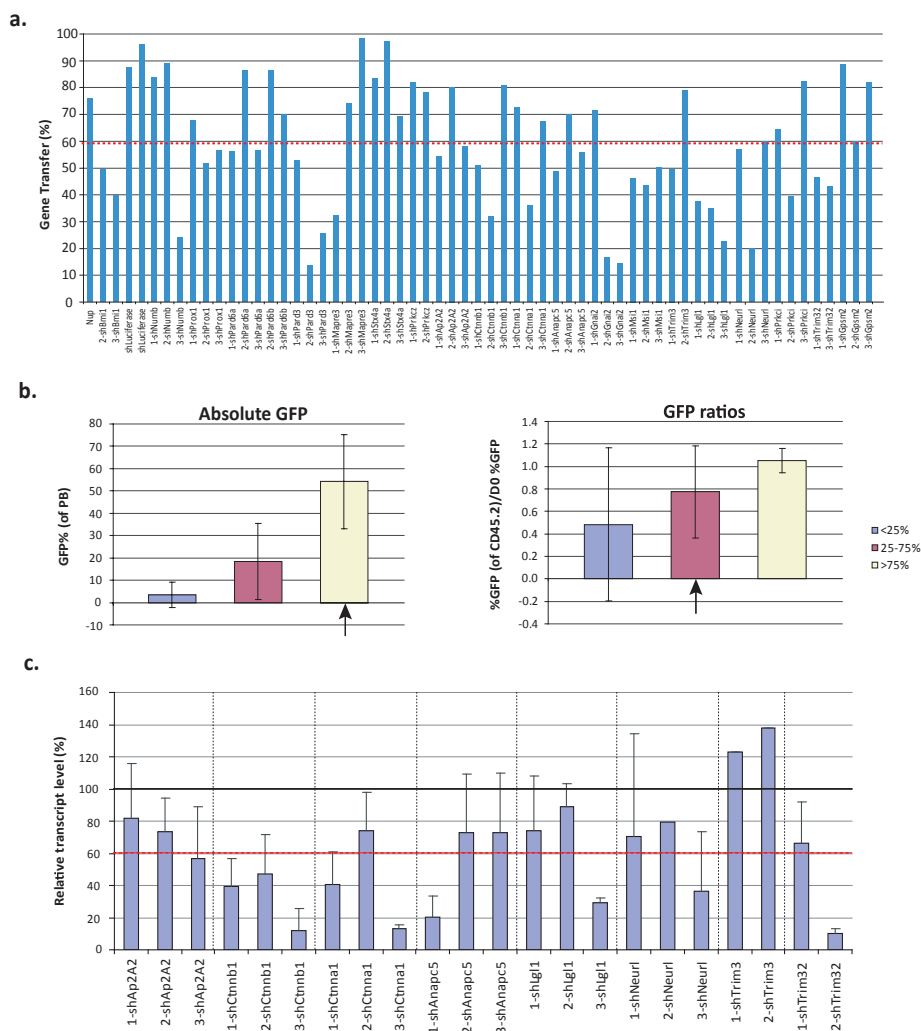 a.
Gene Transfer (%)
100
90
80
70
60
50
40
30
20
10
0
Nup
2-shBmi1
3-shBmi1
shLuciferase
shLuciferase
1-shNumb
2-shNumb
3-shNumb
1-shProx1
2-shProx1
3-shProx1
1-shPard6a
2-shPard6a
3-shPard6a
2-shPard6b
3-shPard6b
1-shPard3
2-shPard3
3-shPard3
1-shMapre3
2-shMapre3
3-shMapre3
1-shStx4a
2-shStx4a
3-shStx4a
1-shPrkcz
2-shPrkcz
1-shAp2A2
2-shAp2A2
3-shAp2A2
1-shCtnnb1
2-shCtnnb1
3-shCtnnb1
1-shCtnna1
2-shCtnna1
3-shCtnna1
1-shAnapc5
2-shAnapc5
3-shAnapc5
1-shGnai2
2-shGnai2
3-shGnai2
1-shMsi1
2-shMsi1
3-shMsi1
1-shTrim3
2-shTrim3
1-shLgl1
2-shLgl1
3-shLgl1
1-shNeurl
2-shNeurl
3-shNeurl
1-shPrkci
2-shPrkci
3-shPrkci
1-shTrim32
3-shTrim32
1-shGpsm2
2-shGpsm2
3-shGpsm2
b.
Absolute GFP
GFP% (of PB)
80
70
60
50
40
30
20
10
0
-10
GFP ratios
%GFP (of CD45.2)/D0 %GFP
1.4
1.2
1.0
0.8
0.6
0.4
0.2
0.0
-0.2
-0.4
<25%
25-75%
>75%
c.
Relative transcript level (%)
160
140
120
100
80
60
40
20
0
1-shAp2A2
2-shAp2A2
3-shAp2A2
1-shCtnnb1
2-shCtnnb1
3-shCtnnb1
1-shCtnna1
2-shCtnna1
3-shCtnna1
1-shAnapc5
2-shAnapc5
3-shAnapc5
1-shLgl1
2-shLgl1
3-shLgl1
1-shNeurl
2-shNeurl
3-shNeurl
1-shTrim3
2-shTrim3
1-shTrim32
2-shTrim32